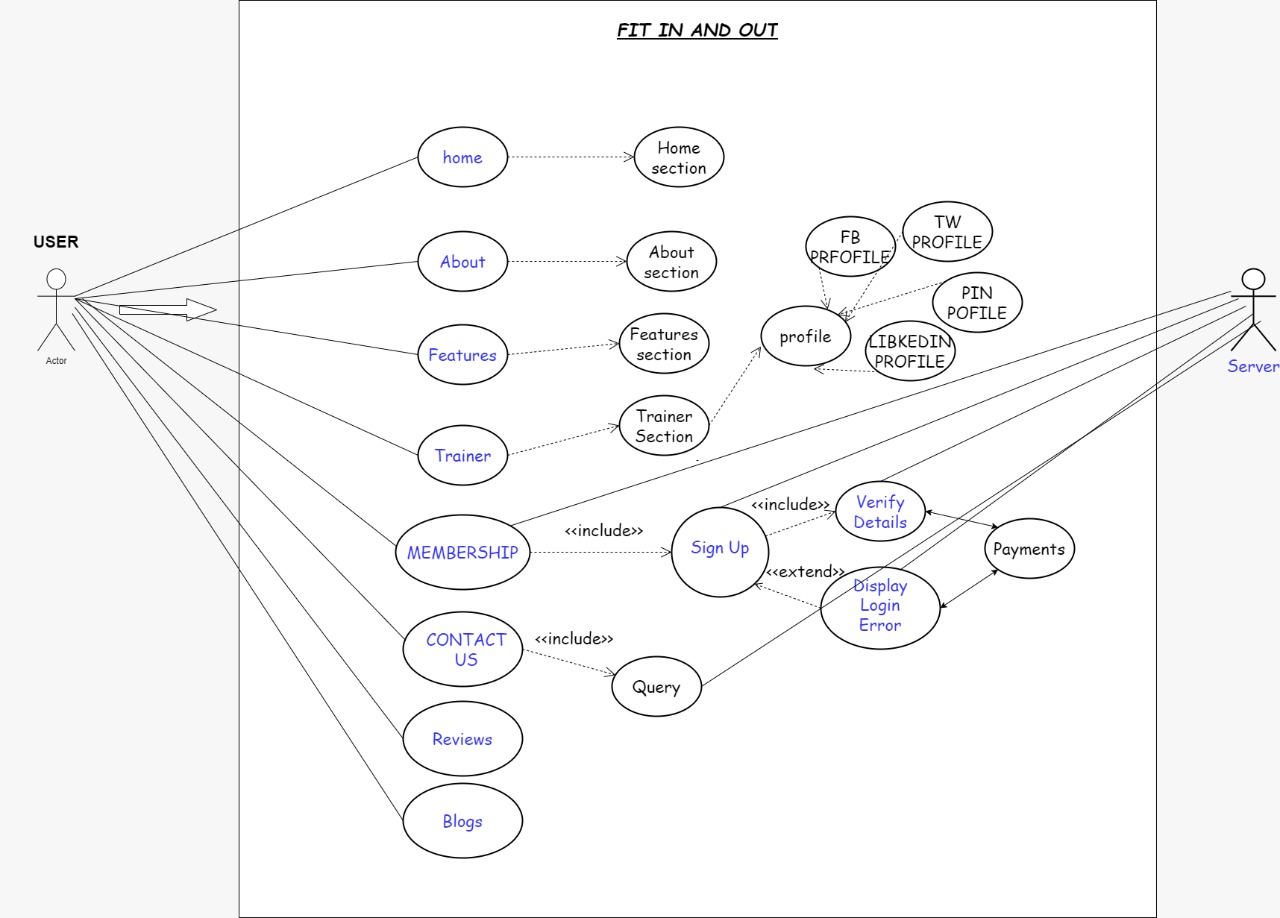 FIT IN AND OUT
home
Home
section
USER
Actor
About
About
section
FB
PRFOFILE
TW
PROFILE
PIN
POFILE
Features
Features
section
profile
LIBKEDIN
PROFILE
Server
Trainer
Trainer
Section
MEMBERSHIP
<<include>>
Sign Up
<<include>>
Verify
Details
Payments
<<extend>>
Display
Login
Error
CONTACT
US
<<include>>
Query
Reviews
Blogs